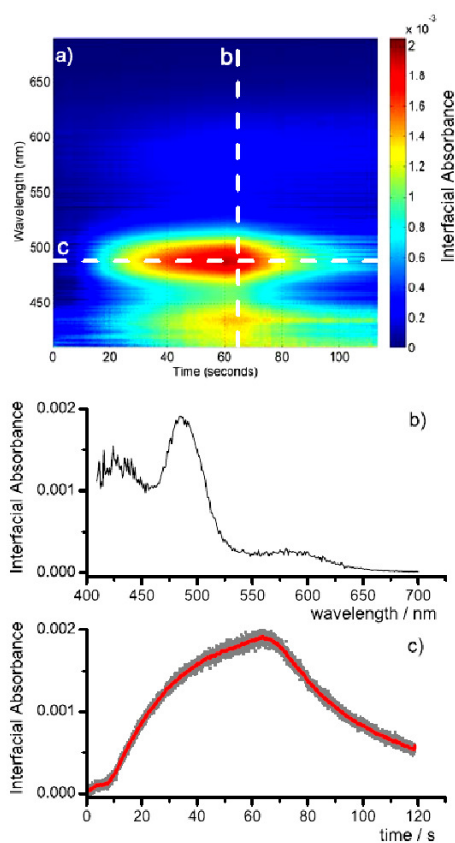 x 10⁻³
a)
b
c
Wavelength (nm)
650
600
550
500
450
0
20
40
60
80
100
Time (seconds)
2
1.8
1.6
1.4
1.2
1
0.8
0.6
0.4
0.2
0
Interfacial Absorbance
b)
Interfacial Absorbance
0.002
0.001
0.000
400 450 500 550 600 650 700
wavelength / nm
c)
Interfacial Absorbance
0.002
0.001
0.000
0 20 40 60 80 100 120
time / s